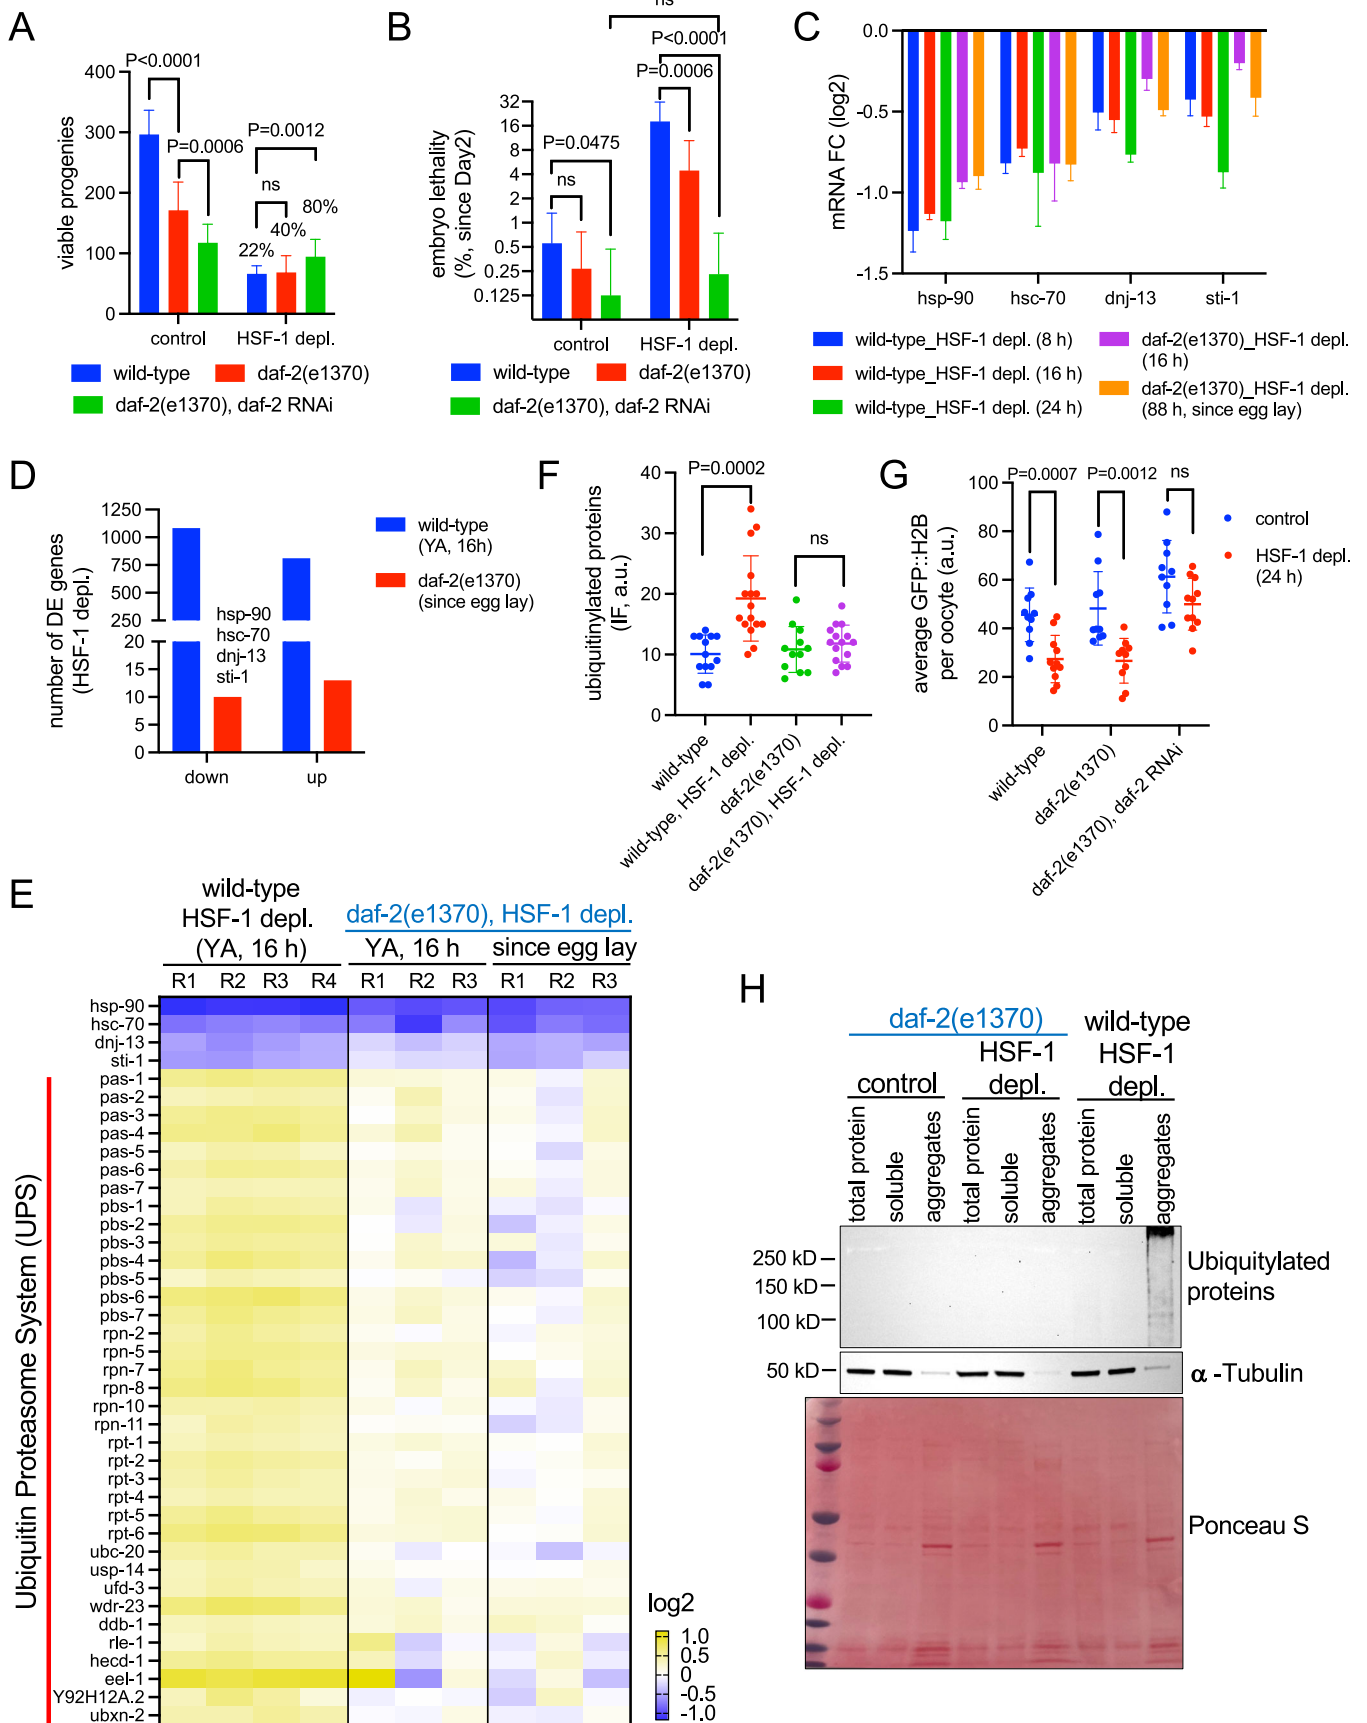 A
viable progenies
400
300
200
100
0
P<0.0001
P=0.0006
P=0.0012
ns
22%
40%
80%
control
HSF-1 depl.
wild-type
daf-2(e1370)
daf-2(e1370), daf-2 RNAi
B
embryo lethality
(%, since Day2)
32
16
8
4
2
1
0.5
0.25
0.125
ns
P<0.0001
P=0.0006
P=0.0475
ns
control
HSF-1 depl.
wild-type
daf-2(e1370)
daf-2(e1370), daf-2 RNAi
C
mRNA FC (log2)
0.0
-0.5
-1.0
-1.5
hsp-90
hsc-70
dnj-13
sti-1
wild-type_HSF-1 depl. (8 h)
wild-type_HSF-1 depl. (16 h)
wild-type_HSF-1 depl. (24 h)
daf-2(e1370)_HSF-1 depl.
(16 h)
daf-2(e1370)_HSF-1 depl.
(88 h, since egg lay)
D
number of DE genes
(HSF-1 depl.)
1250
1000
750
500
250
20
15
10
5
0
hsp-90
hsc-70
dnj-13
sti-1
down
up
wild-type
(YA, 16h)
daf-2(e1370)
(since egg lay)
F
ubiquitinylated proteins
(IF, a.u.)
40
30
20
10
0
P=0.0002
ns
wild-type
wild-type, HSF-1 depl.
daf-2(e1370)
daf-2(e1370), HSF-1 depl.
G
average GFP::H2B
per oocyte (a.u.)
100
80
60
40
20
0
P=0.0007
P=0.0012
ns
control
HSF-1 depl.
(24 h)
wild-type
daf-2(e1370)
daf-2(e1370), daf-2 RNAi
E
wild-type
HSF-1 depl.
(YA, 16 h)
daf-2(e1370), HSF-1 depl.
YA, 16 h
since egg lay
R1 R2 R3 R4 R1 R2 R3 R1 R2 R3
Ubiquitin Proteasome System (UPS)
hsp-90
hsc-70
dnj-13
sti-1
pas-1
pas-2
pas-3
pas-4
pas-5
pas-6
pas-7
pbs-1
pbs-2
pbs-3
pbs-4
pbs-5
pbs-6
pbs-7
rpn-2
rpn-5
rpn-7
rpn-8
rpn-10
rpn-11
rpt-1
rpt-2
rpt-3
rpt-4
rpt-5
rpt-6
ubc-20
usp-14
ufd-3
wdr-23
ddb-1
rle-1
hecd-1
eel-1
Y92H12A.2
ubxn-2
log2
1.0
0.5
0
-0.5
-1.0
H
daf-2(e1370)
wild-type
HSF-1
depl.
control
HSF-1
depl.
total protein
soluble
aggregates
total protein
soluble
aggregates
total protein
soluble
aggregates
250 kD
150 kD
100 kD
Ubiquitylated
proteins
50 kD
α-Tubulin
Ponceau S